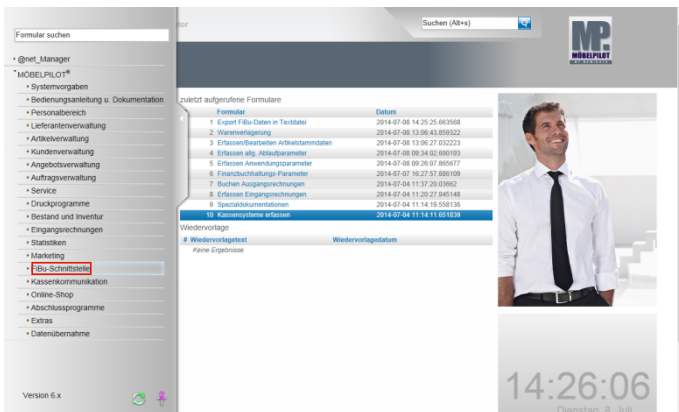 tor
Suchen (Alt+s)
Formular suchen
MP
MÖBELPILOT
@net_Manager
MÖBELPILOT®
Systemvorgaben
Bedienungsanleitung u. Dokumentation
Personalbereich
Lieferantenverwaltung
Artikelverwaltung
Kundenverwaltung
Angebotsverwaltung
Auftragsverwaltung
Service
Druckprogramme
Bestand und Inventur
Eingangsrechnungen
Statistiken
Marketing
FiBu-Schnittstelle
Kassenkommunikation
Online-Shop
Abschlussprogramme
Extras
Datenübernahme
Version 6.x
zuletzt aufgerufene Formulare
Formular Datum
1 Export FiBu-Daten in Textdatei 2014-07-08 14:25:25.663568
2 Warenverlagerung 2014-07-08 13:06:43.859322
3 Erfassen/Bearbeiten Artikelstammdaten 2014-07-08 13:06:27.032223
4 Erfassen allg. Ablaufparameter 2014-07-08 09:34:02.600193
5 Erfassen Anwendungsparameter 2014-07-08 09:26:07.865677
6 Finanzbuchhaltungs-Parameter 2014-07-07 16:27:57.886109
7 Buchen Ausgangsrechnungen 2014-07-04 11:37:20.03662
8 Erfassen Eingangsrechnungen 2014-07-04 11:20:27.945148
9 Spezialdokumentationen 2014-07-04 11:14:19.558136
10 Kassensysteme erfassen 2014-07-04 11:14:11.651839
Wiedervorlage
# Wiedervorlagetext Wiedervorlagedatum
Keine Ergebnisse
14:26:06
Dienstag, 8. Juli